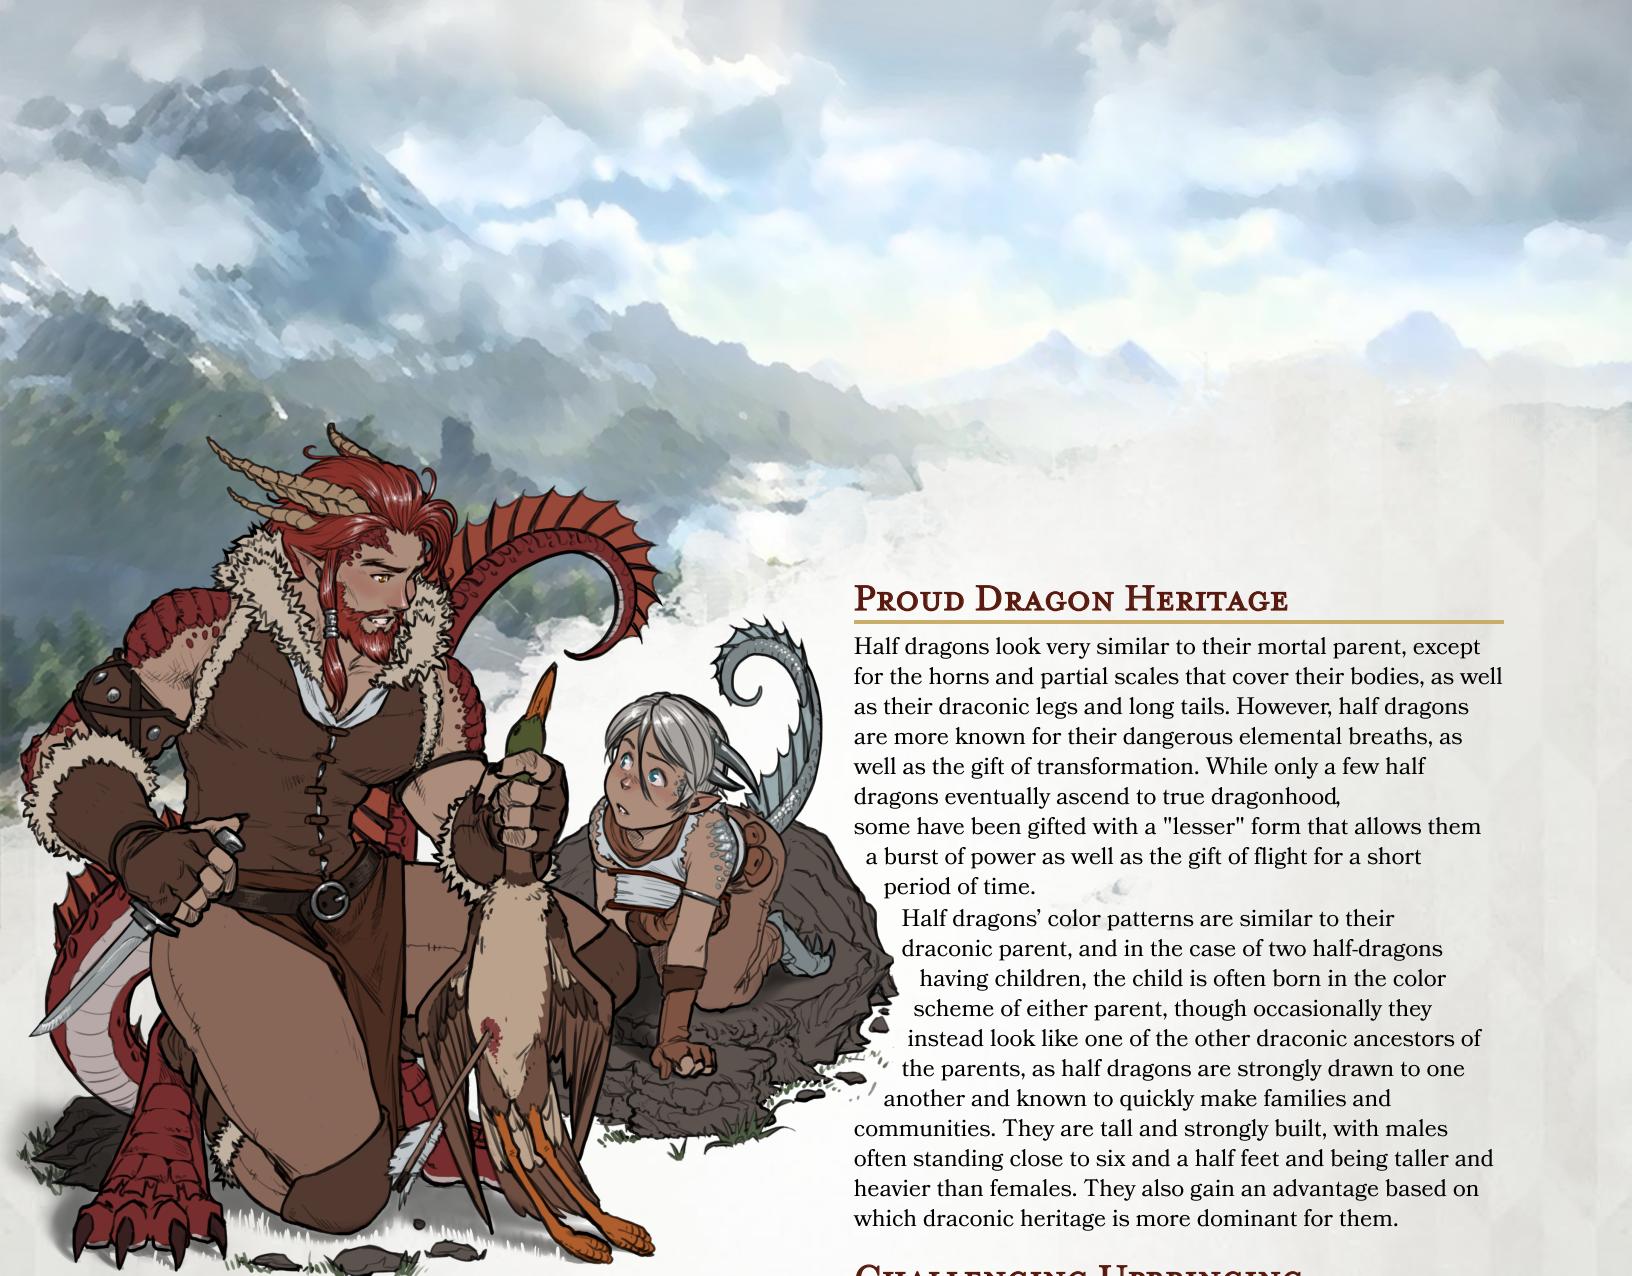 Proud Dragon Heritage
Half dragons look very similar to their mortal parent, except
for the horns and partial scales that cover their bodies, as well
as their draconic legs and long tails. However, half dragons
are more known for their dangerous elemental breaths, as
well as the gift of transformation. While only a few half
dragons eventually ascend to true dragonhood,
some have been gifted with a "lesser" form that allows them
a burst of power as well as the gift of flight for a short
period of time.
Half dragons’ color patterns are similar to their
draconic parent, and in the case of two half-dragons
having children, the child is often born in the color
scheme of either parent, though occasionally they
instead look like one of the other draconic ancestors of
the parents, as half dragons are strongly drawn to one
another and known to quickly make families and
communities. They are tall and strongly built, with males
often standing close to six and a half feet and being taller and
heavier than females. They also gain an advantage based on
which draconic heritage is more dominant for them.
Challenging Upbringing